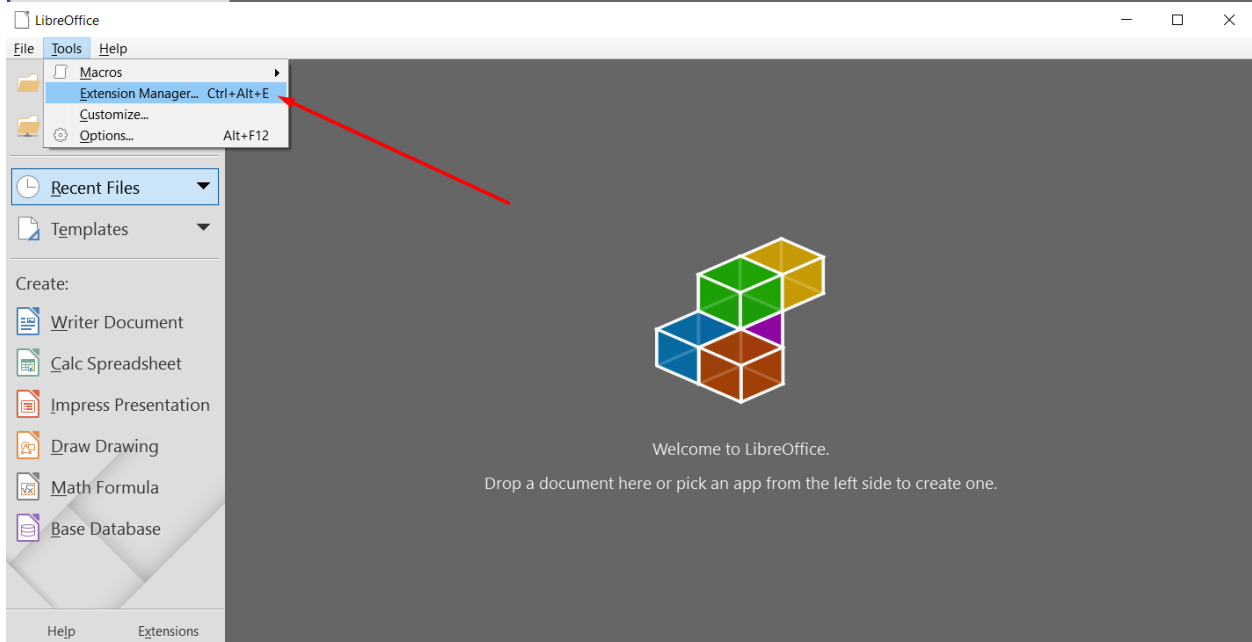 LibreOffice
File Tools Help
Macros
Extension Manager... Ctrl+Alt+E
Customize...
Options... Alt+F12
Recent Files
Templates
Create:
Writer Document
Calc Spreadsheet
Impress Presentation
Draw Drawing
Math Formula
Base Database
Help Extensions
Welcome to LibreOffice.
Drop a document here or pick an app from the left side to create one.